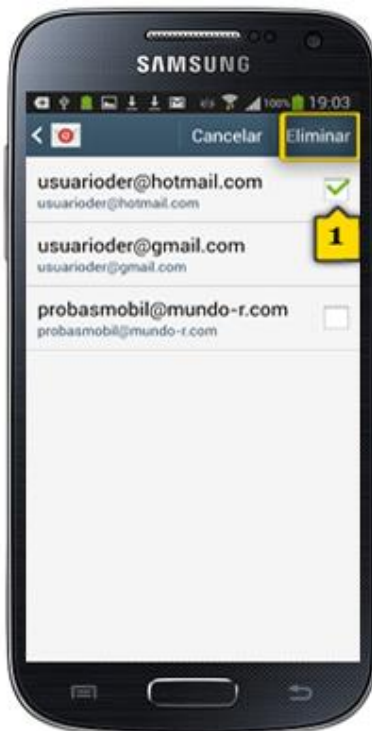 SAMSUNG
100% 19:03
Cancelar Eliminar
usuarioder@hotmail.com
usuarioder@hotmail.com
1
usuarioder@gmail.com
usuarioder@gmail.com
probasmobil@mundo-r.com
probasmobil@mundo-r.com